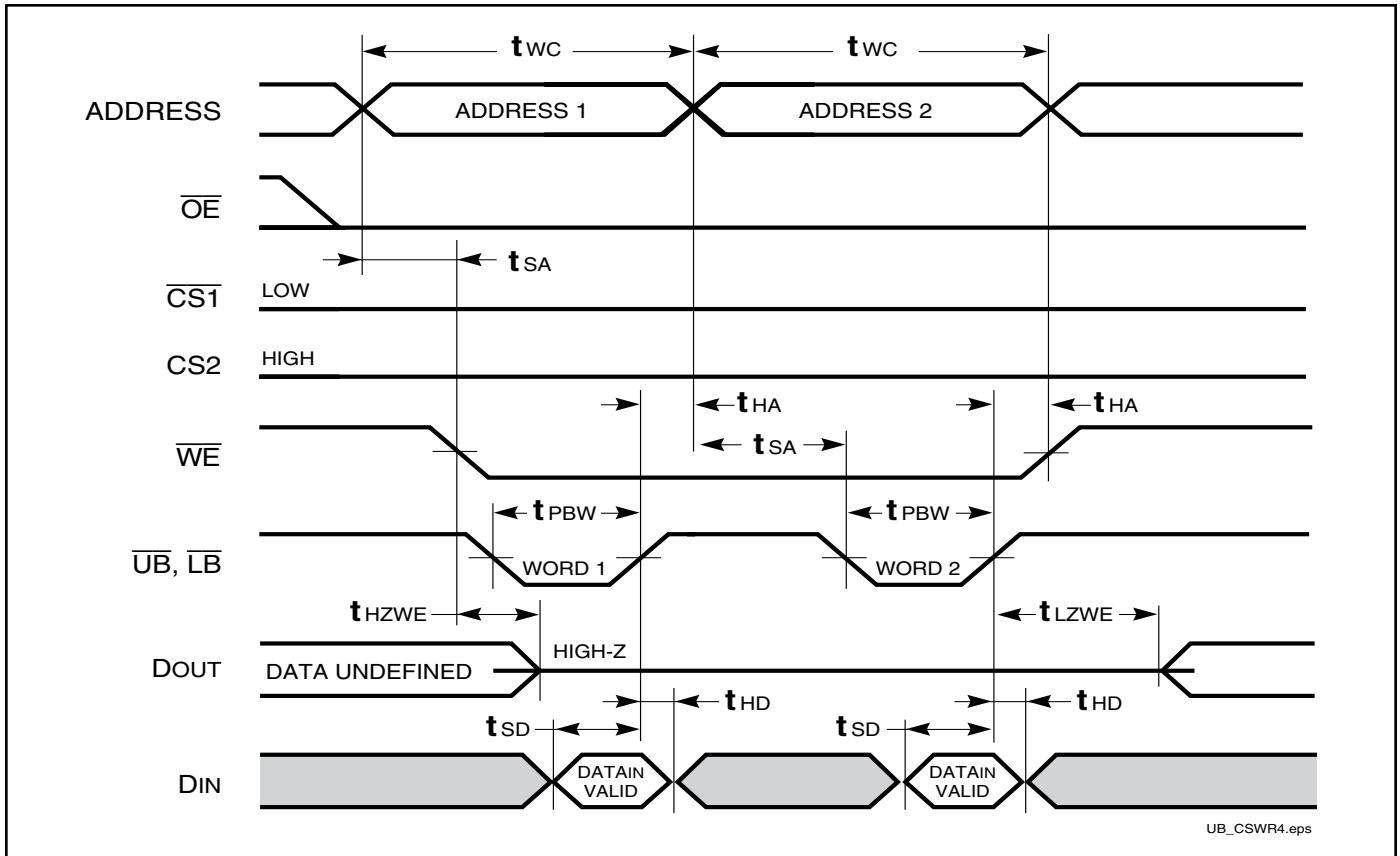 tWC tWC
ADDRESS ADDRESS 1 ADDRESS 2
OE
tSA
CS1 LOW
CS2 HIGH
tHA tHA
WE tSA
tPBW tPBW
UB, LB WORD 1 WORD 2
tHZWE tLZWE
DOUT DATA UNDEFINED HIGH-Z
tSD tHD tSD tHD
DIN DATAIN VALID DATAIN VALID
UB_CSWR4.eps